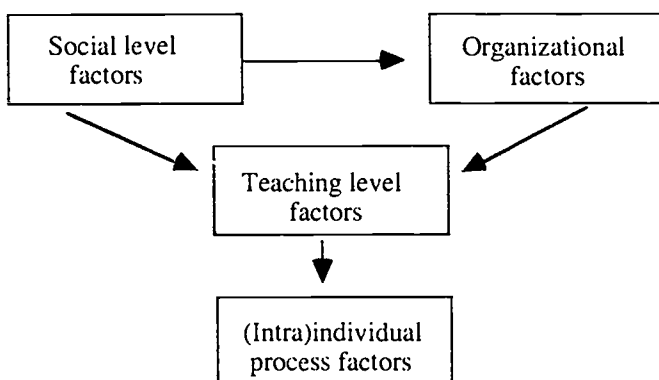 Social level
factors
Organizational
factors
Teaching level
factors
(Intra)individual
process factors